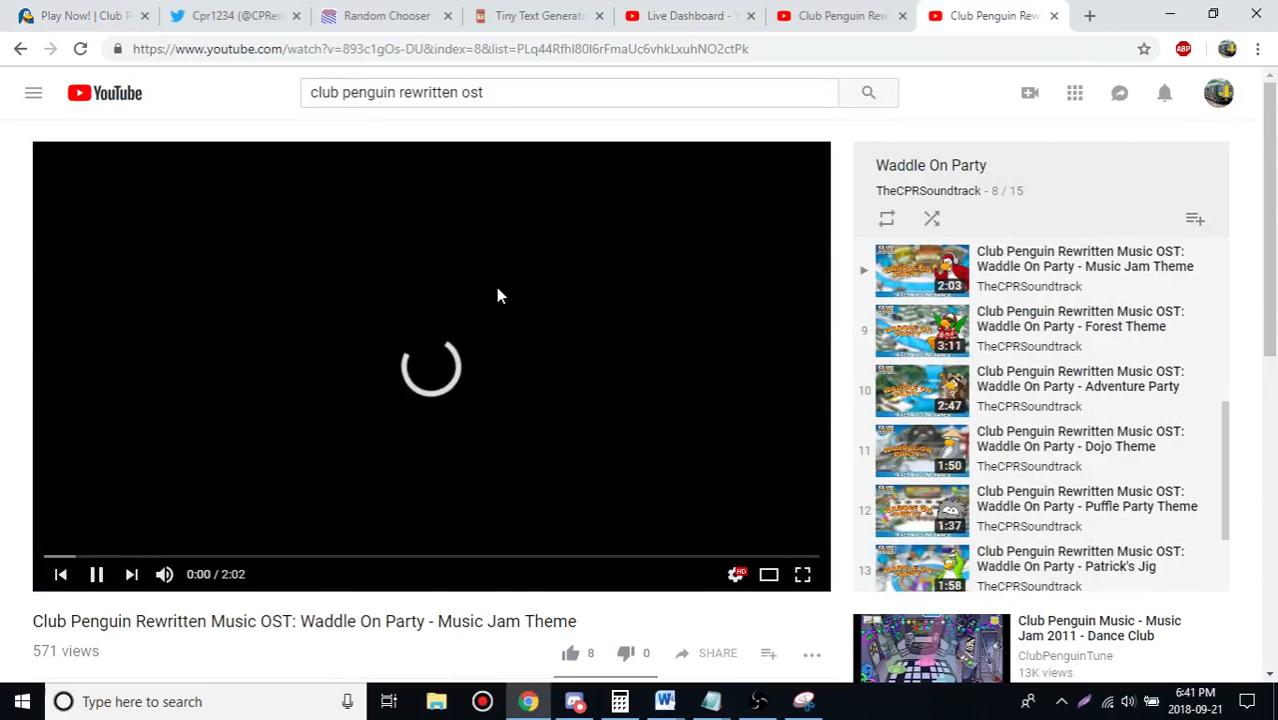 Play Now! | Club P
Cpr1234 (@CPRew
Random Chooser
Tiny Text Generato
Live Dashboard - Y
Club Penguin Rew
Club Penguin Rewr
https://www.youtube.com/watch?v=893c1gOs-DU&index=8&list=PLq44Rfhl80I6rFmaUc6vhkLxuhNO2ctPk
ABP
YouTube
club penguin rewritten ost
Waddle On Party
TheCPRSoundtrack - 8 / 15
Club Penguin Rewritten Music OST:
Waddle On Party - Music Jam Theme
TheCPRSoundtrack
2:03
9
Club Penguin Rewritten Music OST:
Waddle On Party - Forest Theme
TheCPRSoundtrack
3:11
10
Club Penguin Rewritten Music OST:
Waddle On Party - Adventure Party
TheCPRSoundtrack
2:47
11
Club Penguin Rewritten Music OST:
Waddle On Party - Dojo Theme
TheCPRSoundtrack
1:50
12
Club Penguin Rewritten Music OST:
Waddle On Party - Puffle Party Theme
TheCPRSoundtrack
1:37
13
Club Penguin Rewritten Music OST:
Waddle On Party - Patrick's Jig
TheCPRSoundtrack
1:58
0:00 / 2:02
HD
Club Penguin Rewritten Music OST: Waddle On Party - Music Jam Theme
571 views
8
0
SHARE
Club Penguin Music - Music
Jam 2011 - Dance Club
ClubPenguinTune
13K views
Type here to search
6:41 PM
2018-09-21